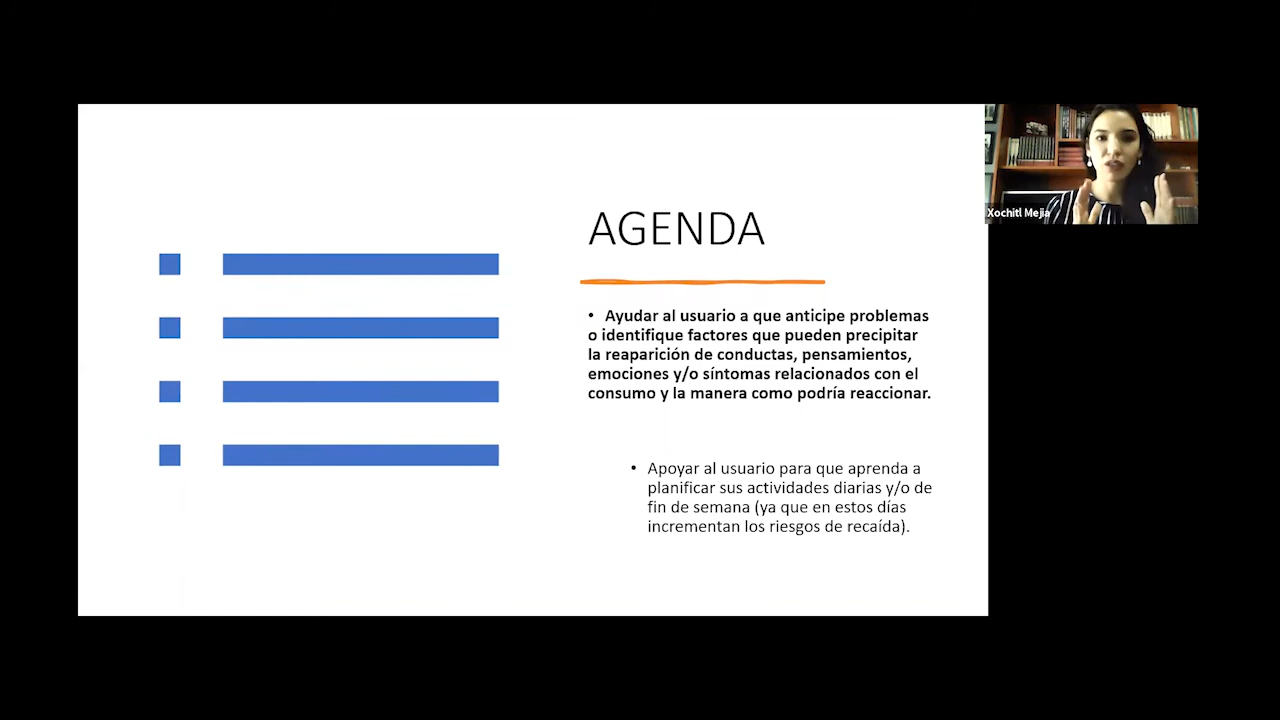 AGENDA
• Ayudar al usuario a que anticipe problemas
o identifique factores que pueden precipitar
la reaparición de conductas, pensamientos,
emociones y/o síntomas relacionados con el
consumo y la manera como podría reaccionar.
• Apoyar al usuario para que aprenda a
planificar sus actividades diarias y/o de
fin de semana (ya que en estos días
incrementan los riesgos de recaída).
Xochitl Mejia